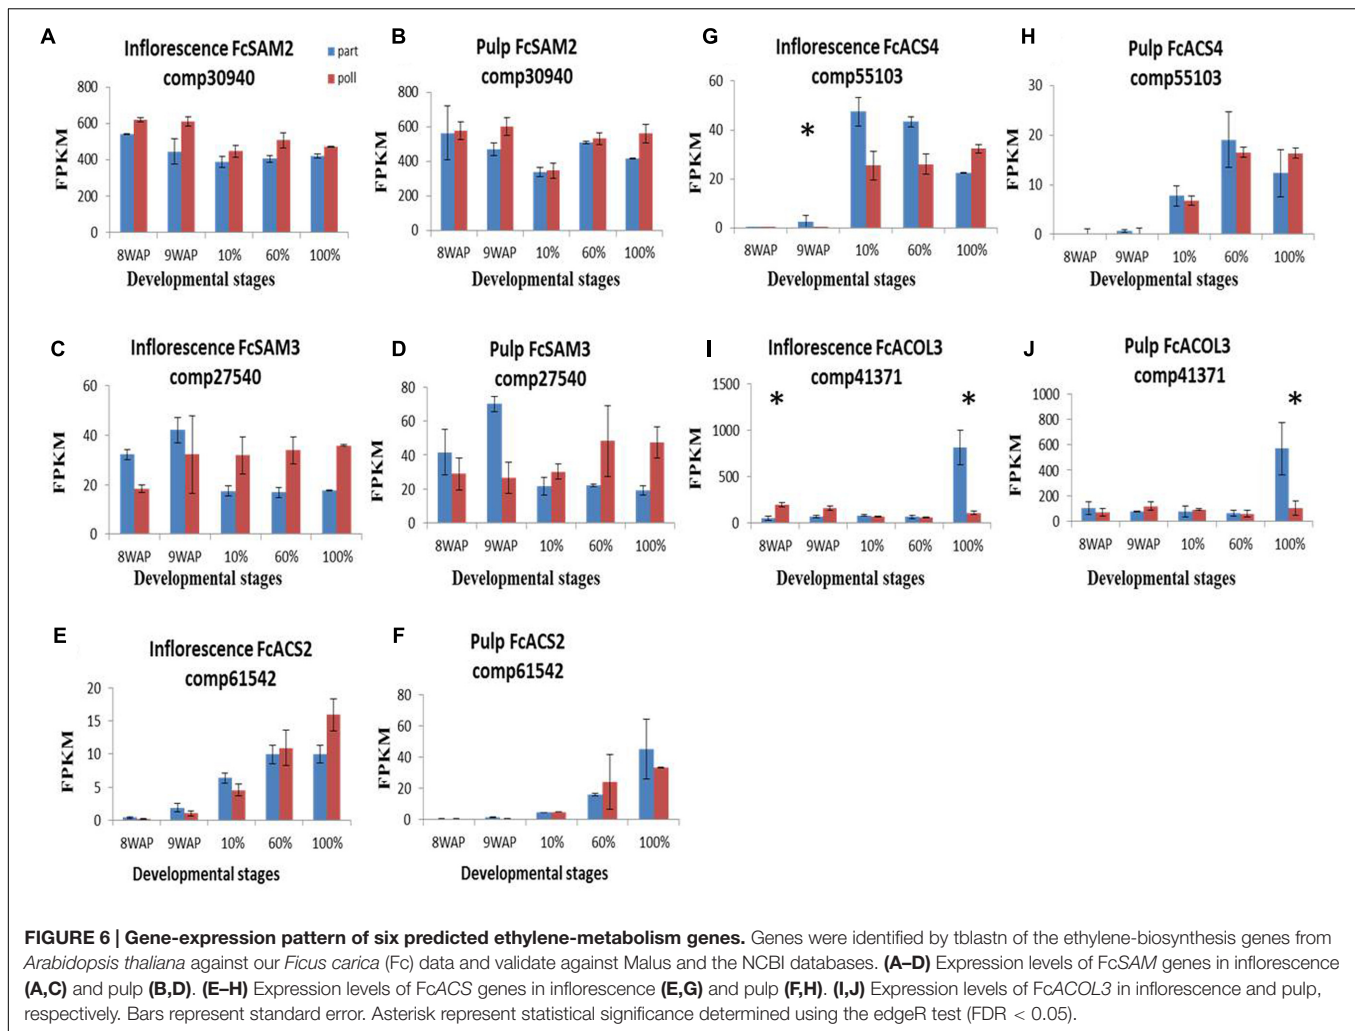 A
Inflorescence FcSAM2
comp30940
part
poll
FPKM
800
600
400
200
0
8WAP 9WAP 10% 60% 100%
Developmental stages
B
Pulp FcSAM2
comp30940
FPKM
800
600
400
200
0
8WAP 9WAP 10% 60% 100%
Developmental stages
G
Inflorescence FcACS4
comp55103
FPKM
60
40
20
0
*
8WAP 9WAP 10% 60% 100%
Developmental stages
H
Pulp FcACS4
comp55103
FPKM
30
20
10
0
8WAP 9WAP 10% 60% 100%
Developmental stages
C
Inflorescence FcSAM3
comp27540
FPKM
60
40
20
0
8WAP 9WAP 10% 60% 100%
Developmental stages
D
Pulp FcSAM3
comp27540
FPKM
80
60
40
20
0
8WAP 9WAP 10% 60% 100%
Developmental stages
I
Inflorescence FcACOL3
comp41371
FPKM
1500
1000
500
0
* *
8WAP 9WAP 10% 60% 100%
Developmental stages
J
Pulp FcACOL3
comp41371
FPKM
1000
800
600
400
200
0
*
8WAP 9WAP 10% 60% 100%
Developmental stages
E
Inflorescence FcACS2
comp61542
FPKM
20
15
10
5
0
8WAP 9WAP 10% 60% 100%
Developmental stages
F
Pulp FcACS2
comp61542
FPKM
80
60
40
20
0
8WAP 9WAP 10% 60% 100%
Developmental stages
FIGURE 6 | Gene-expression pattern of six predicted ethylene-metabolism genes. Genes were identified by tblastn of the ethylene-biosynthesis genes from
Arabidopsis thaliana against our Ficus carica (Fc) data and validate against Malus and the NCBI databases. (A–D) Expression levels of FcSAM genes in inflorescence
(A,C) and pulp (B,D). (E–H) Expression levels of FcACS genes in inflorescence (E,G) and pulp (F,H). (I,J) Expression levels of FcACOL3 in inflorescence and pulp,
respectively. Bars represent standard error. Asterisk represent statistical significance determined using the edgeR test (FDR < 0.05).